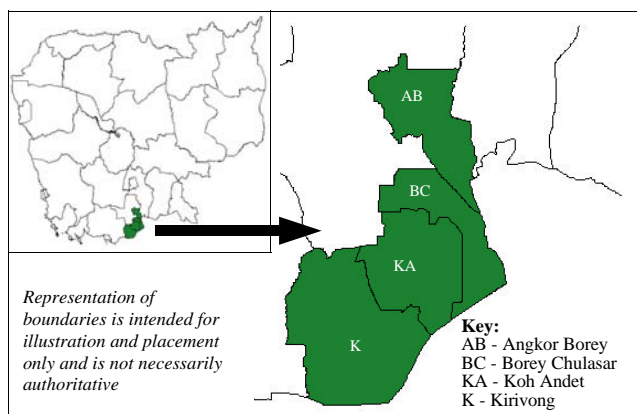 AB
BC
KA
K
Representation of
boundaries is intended for
illustration and placement
only and is not necessarily
authoritative
Key:
AB - Angkor Borey
BC - Borey Chulasar
KA - Koh Andet
K - Kirivong